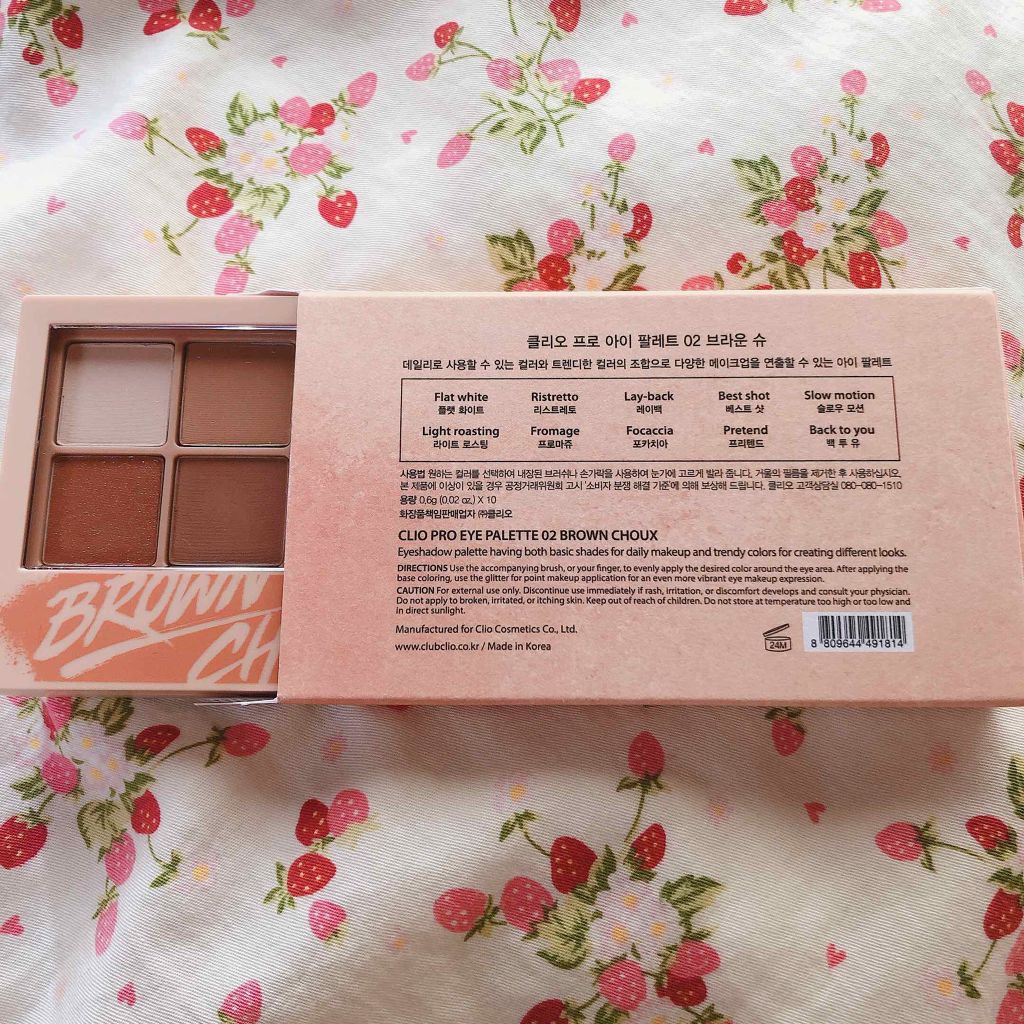 클리오 프로 아이 팔레트 02 브라운 슈
데일리로 사용할 수 있는 컬러와 트렌디한 컬러의 조합으로 다양한 메이크업을 연출할 수 있는 아이 팔레트
Flat white Ristretto Lay-back Best shot Slow motion
플랫 화이트 리스트레토 레이백 베스트 샷 슬로우 모션
Light roasting Fromage Focaccia Pretend Back to you
라이트 로스팅 프로마쥬 포카치아 프리텐드 백 투 유
사용법 원하는 컬러를 선택하여 내장된 브러쉬나 손가락을 사용하여 눈가에 고르게 발라 줍니다. 거울의 필름을 제거한 후 사용하십시오.
본 제품에 이상이 있을 경우 공정거래위원회 고시 '소비자 분쟁 해결 기준'에 의해 보상해 드립니다. 클리오 고객상담실 080-080-1510
용량 0.6g (0.02 oz.) X 10
화장품책임판매업자 ㈜클리오
CLIO PRO EYE PALETTE 02 BROWN CHOUX
Eyeshadow palette having both basic shades for daily makeup and trendy colors for creating different looks.
DIRECTIONS Use the accompanying brush, or your finger, to evenly apply the desired color around the eye area. After applying the
base coloring, use the glitter for point makeup application for an even more vibrant eye makeup expression.
CAUTION For external use only. Discontinue use immediately if rash, irritation, or discomfort develops and consult your physician.
Do not apply to broken, irritated, or itching skin. Keep out of reach of children. Do not store at temperature too high or too low and
in direct sunlight.
Manufactured for Clio Cosmetics Co., Ltd.
www.clubclio.co.kr / Made in Korea
24M
8 809644 491814
BROWN
CH